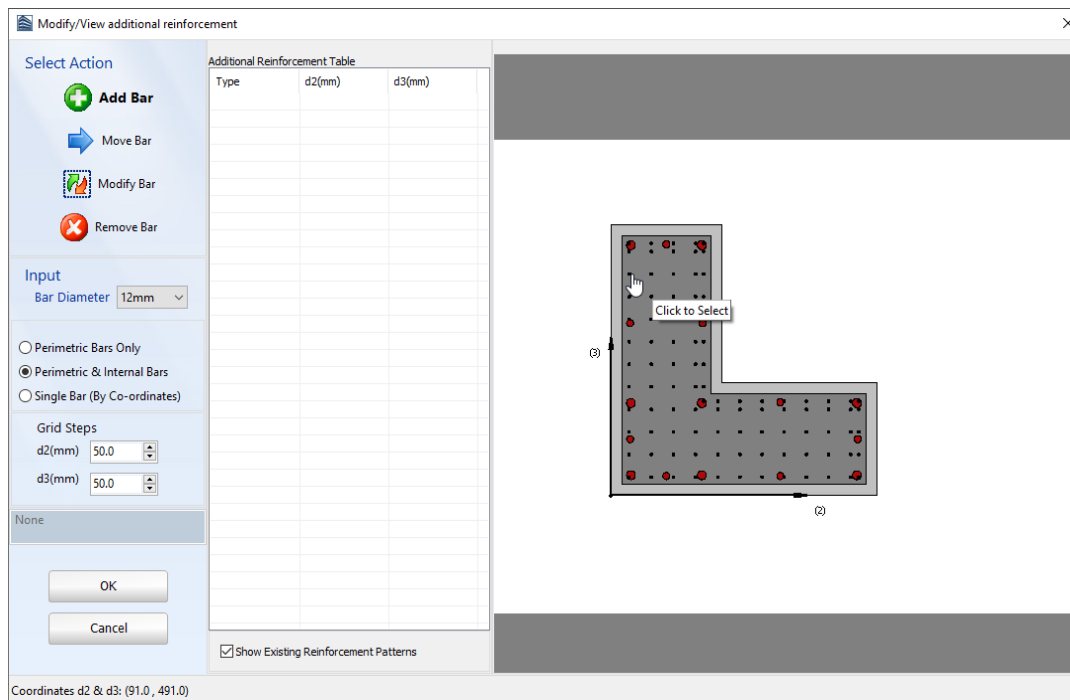 Modify/View additional reinforcement
Select Action
Add Bar
Move Bar
Modify Bar
Remove Bar
Input
Bar Diameter 12mm
Perimetric Bars Only
Perimetric & Internal Bars
Single Bar (By Co-ordinates)
Grid Steps
d2(mm) 50.0
d3(mm) 50.0
None
OK
Cancel
Additional Reinforcement Table
Type d2(mm) d3(mm)
Show Existing Reinforcement Patterns
Click to Select
(3)
(2)
Coordinates d2 & d3: (91.0 , 491.0)